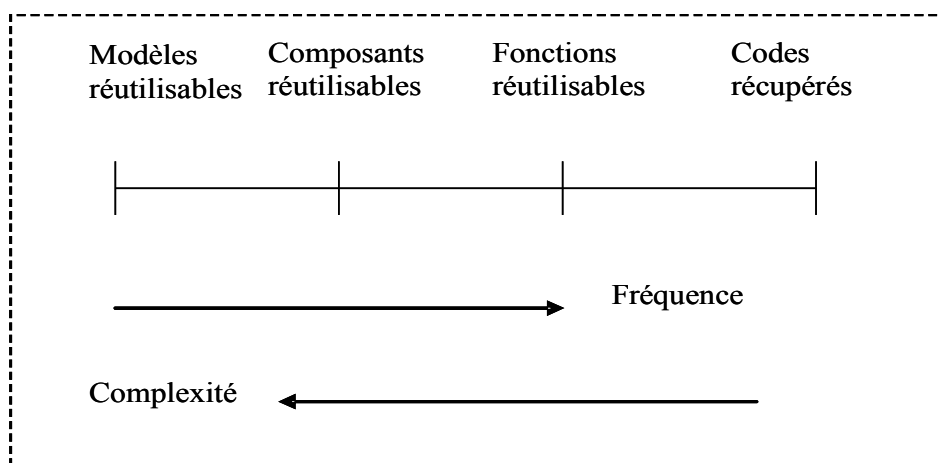 Modèles
réutilisables
Composants
réutilisables
Fonctions
réutilisables
Codes
récupérés
Fréquence
Complexité